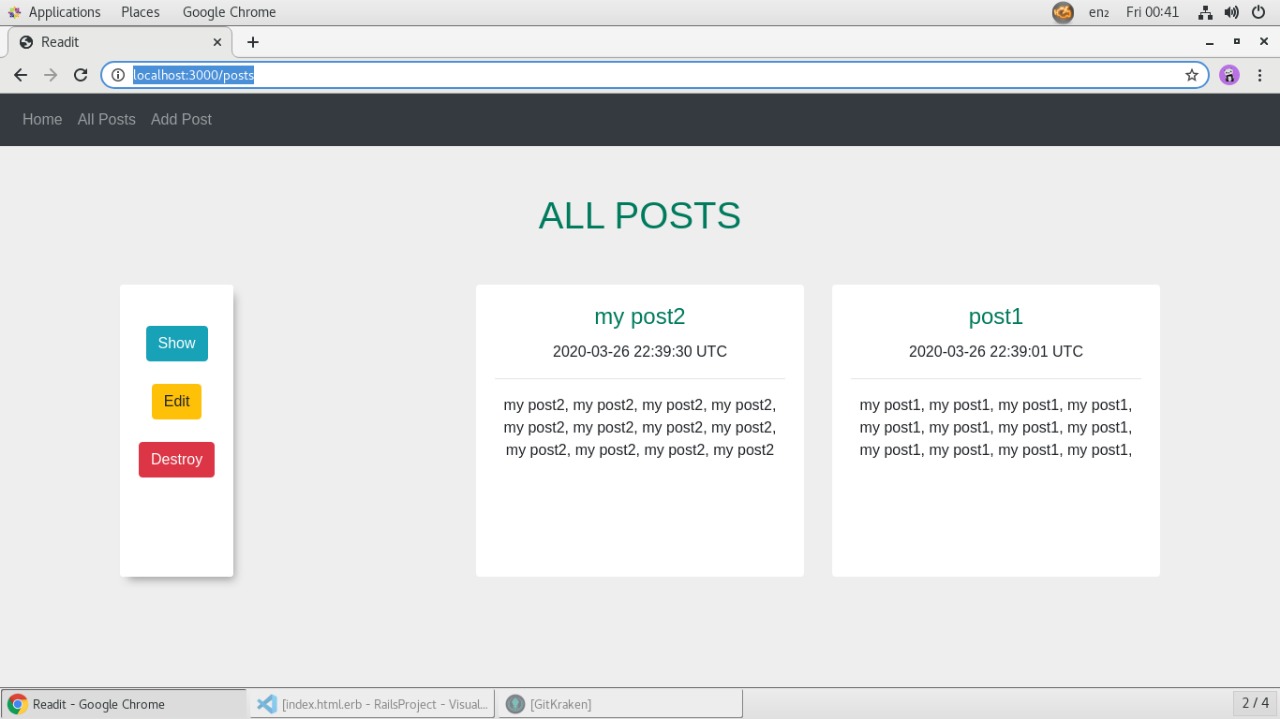 Applications Places Google Chrome en₂ Fri 00:41
Readit
localhost:3000/posts
Home All Posts Add Post
ALL POSTS
Show
Edit
Destroy
my post2
2020-03-26 22:39:30 UTC
my post2, my post2, my post2, my post2,
my post2, my post2, my post2, my post2,
my post2, my post2, my post2, my post2
post1
2020-03-26 22:39:01 UTC
my post1, my post1, my post1, my post1,
my post1, my post1, my post1, my post1,
my post1, my post1, my post1, my post1,
Readit - Google Chrome [index.html.erb - RailsProject - Visual... [GitKraken] 2 / 4